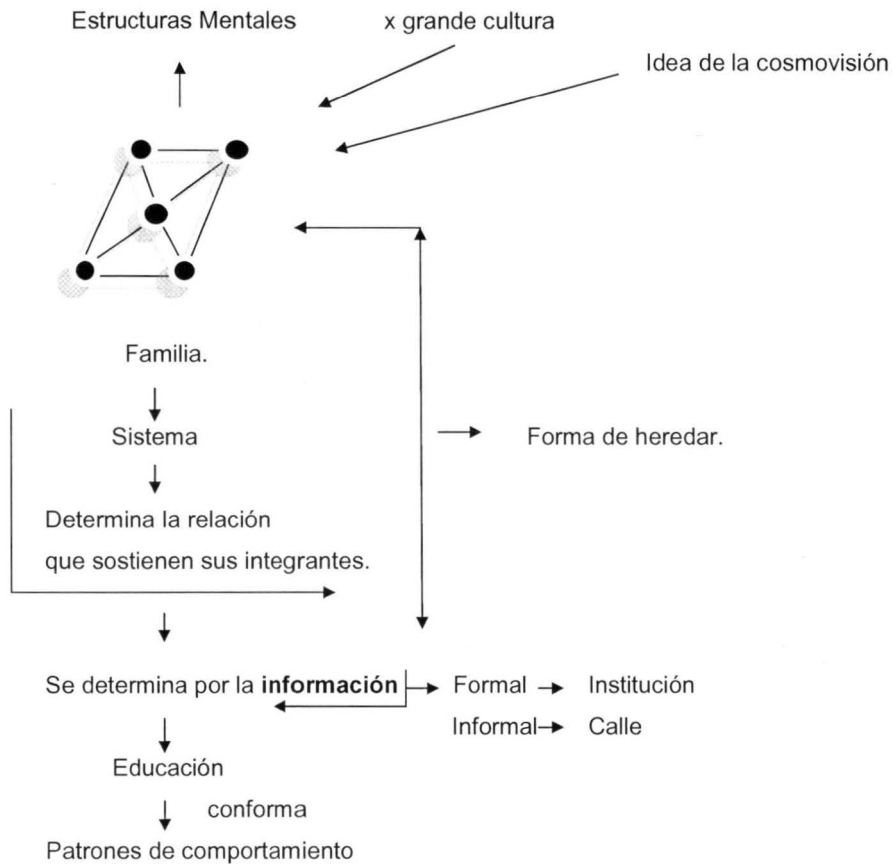 Estructuras Mentales
x grande cultura
Idea de la cosmovisión
Familia.
Sistema
Forma de heredar.
Determina la relación
que sostienen sus integrantes.
Se determina por la información
Formal
Institución
Informal
Calle
Educación
conforma
Patrones de comportamiento